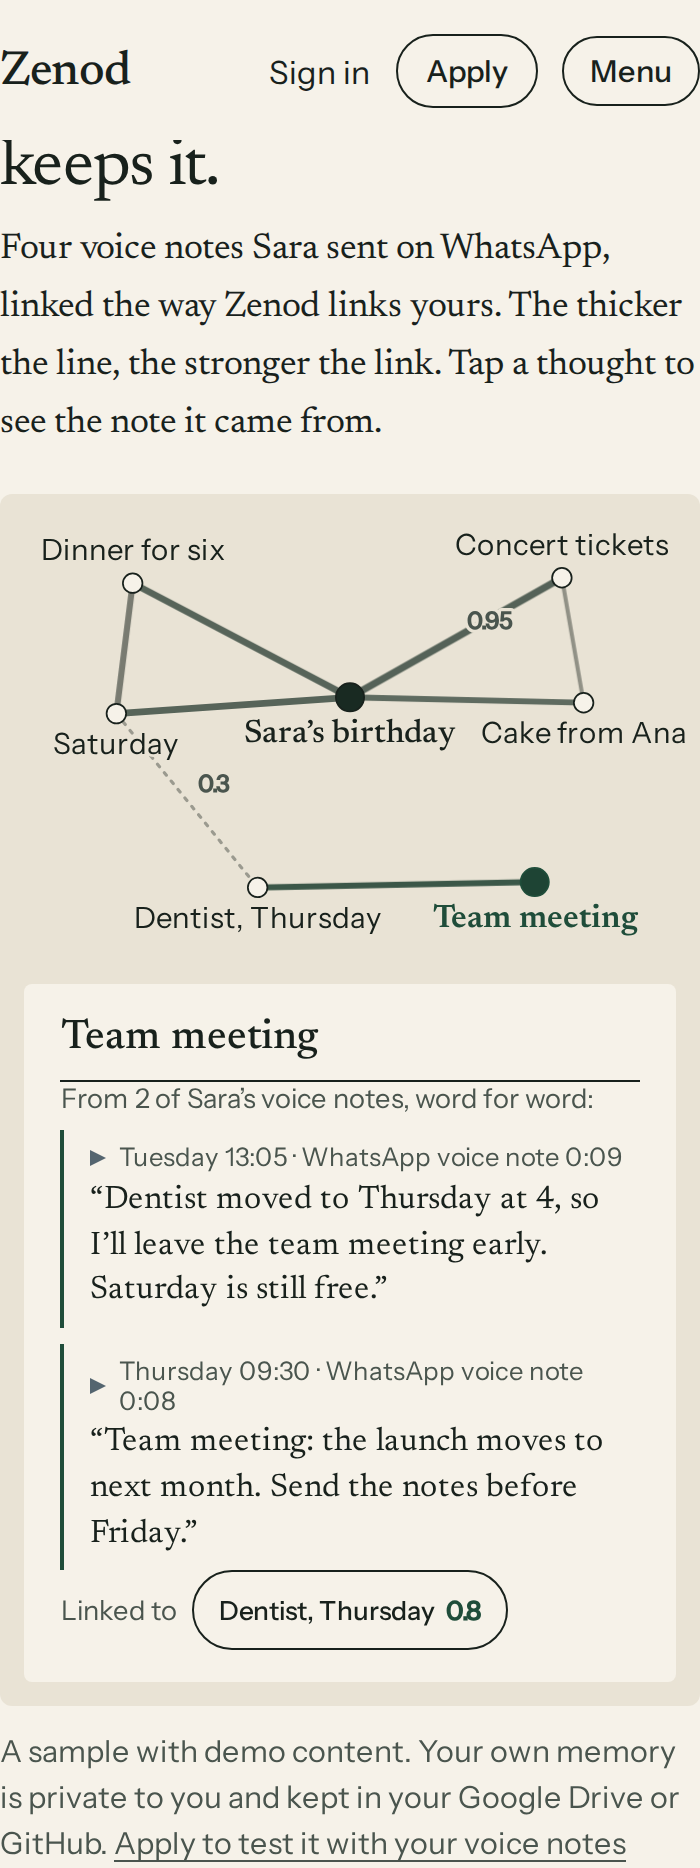 Zenod
Sign in
Apply
Menu
keeps it.
Four voice notes Sara sent on WhatsApp,
linked the way Zenod links yours. The thicker
the line, the stronger the link. Tap a thought to
see the note it came from.
Dinner for six
Concert tickets
0.95
Saturday
Sara’s birthday
Cake from Ana
0.3
Dentist, Thursday
Team meeting
Team meeting
From 2 of Sara’s voice notes, word for word:
▶ Tuesday 13:05 · WhatsApp voice note 0:09
“Dentist moved to Thursday at 4, so
I’ll leave the team meeting early.
Saturday is still free.”
▶ Thursday 09:30 · WhatsApp voice note
0:08
“Team meeting: the launch moves to
next month. Send the notes before
Friday.”
Linked to Dentist, Thursday 0.8
A sample with demo content. Your own memory
is private to you and kept in your Google Drive or
GitHub. Apply to test it with your voice notes